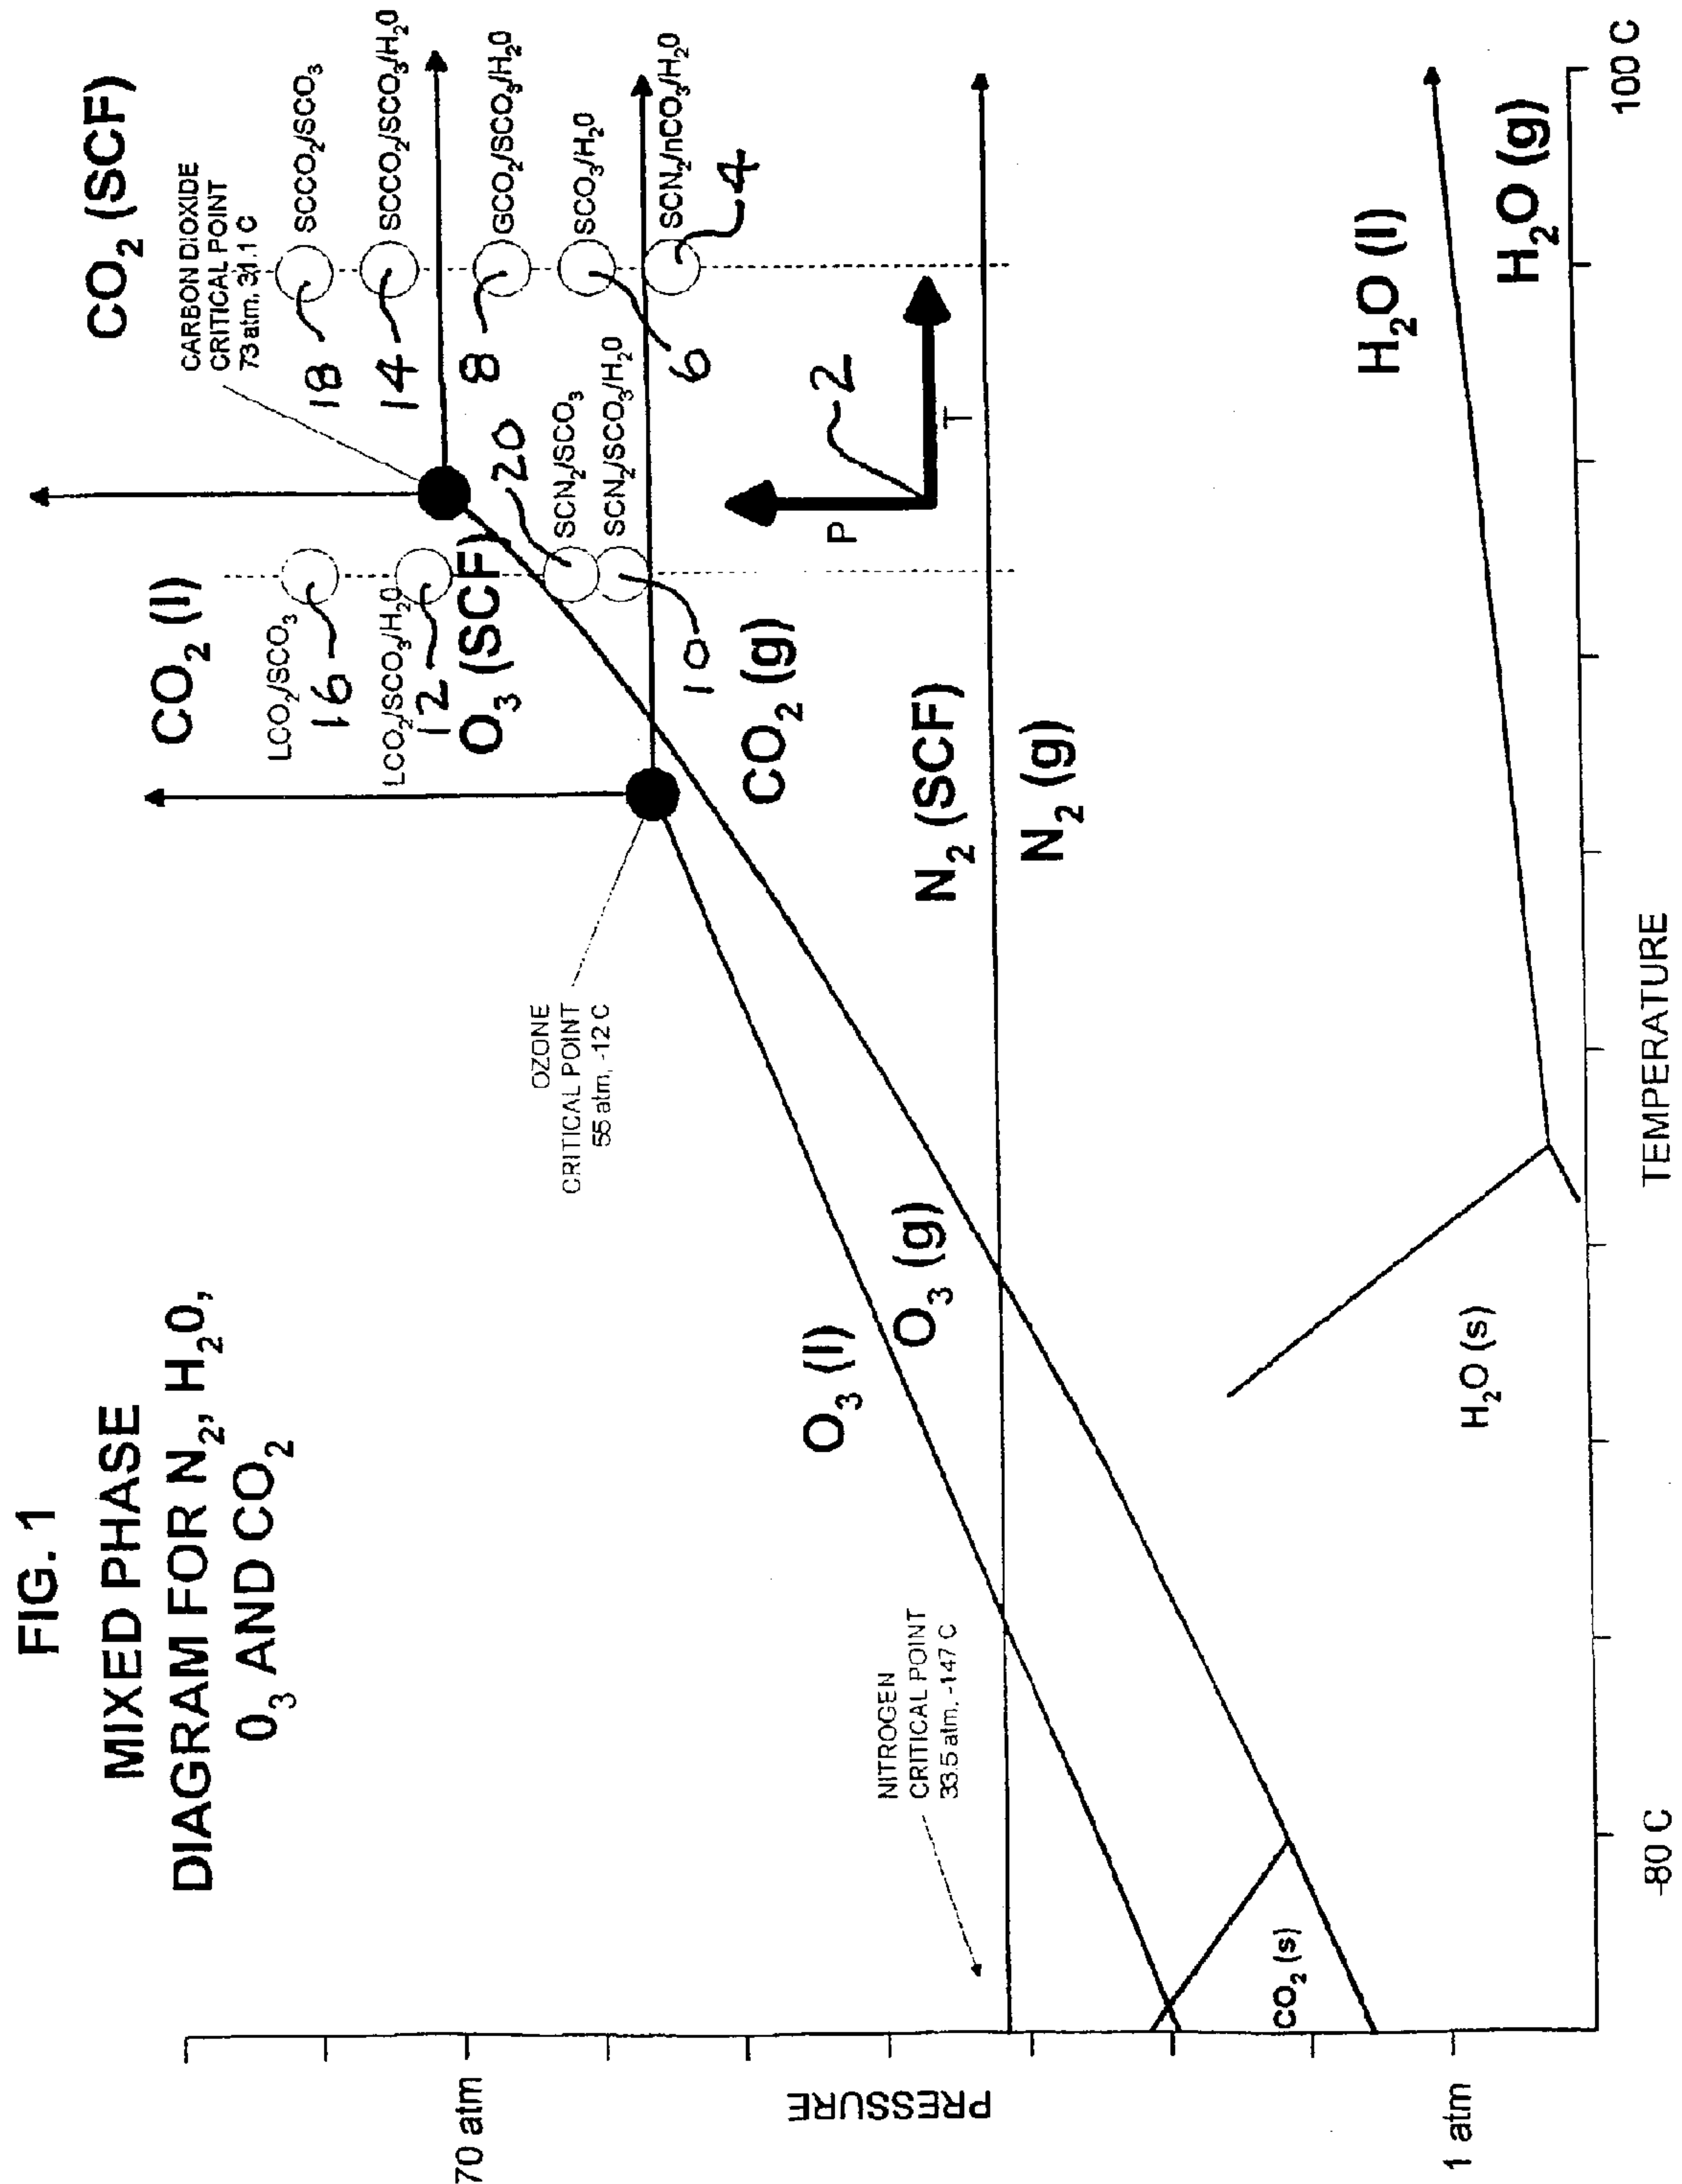 FIG. 1
MIXED PHASE
DIAGRAM FOR N2, H20,
03 AND CO2
CO2 (SCF)
CARBON DIOXIDE
CRITICAL POINT
73 atm, 31.1 C
CO2 (l)
18
SCCO2/SCO3
14
SCCO2/SCO3/H20
8
GCO2/SCO3/H20
6
SCO3/H20
4
SCN2/nCO3/H20
LCO2/SCO3
16
LCO2/SCO3/H20
12
O3 (SCF)
20
SCN2/SCO3
SCN2/SCO3/H20
10
OZONE
CRITICAL POINT
55 atm, -12 C
CO2 (g)
P
T
2
O3 (l)
O3 (g)
N2 (SCF)
N2 (g)
NITROGEN
CRITICAL POINT
33.5 atm, -147 C
H2O (l)
H2O (g)
H2O (s)
CO2 (s)
PRESSURE
70 atm
1 atm
-80 C
TEMPERATURE
100 C